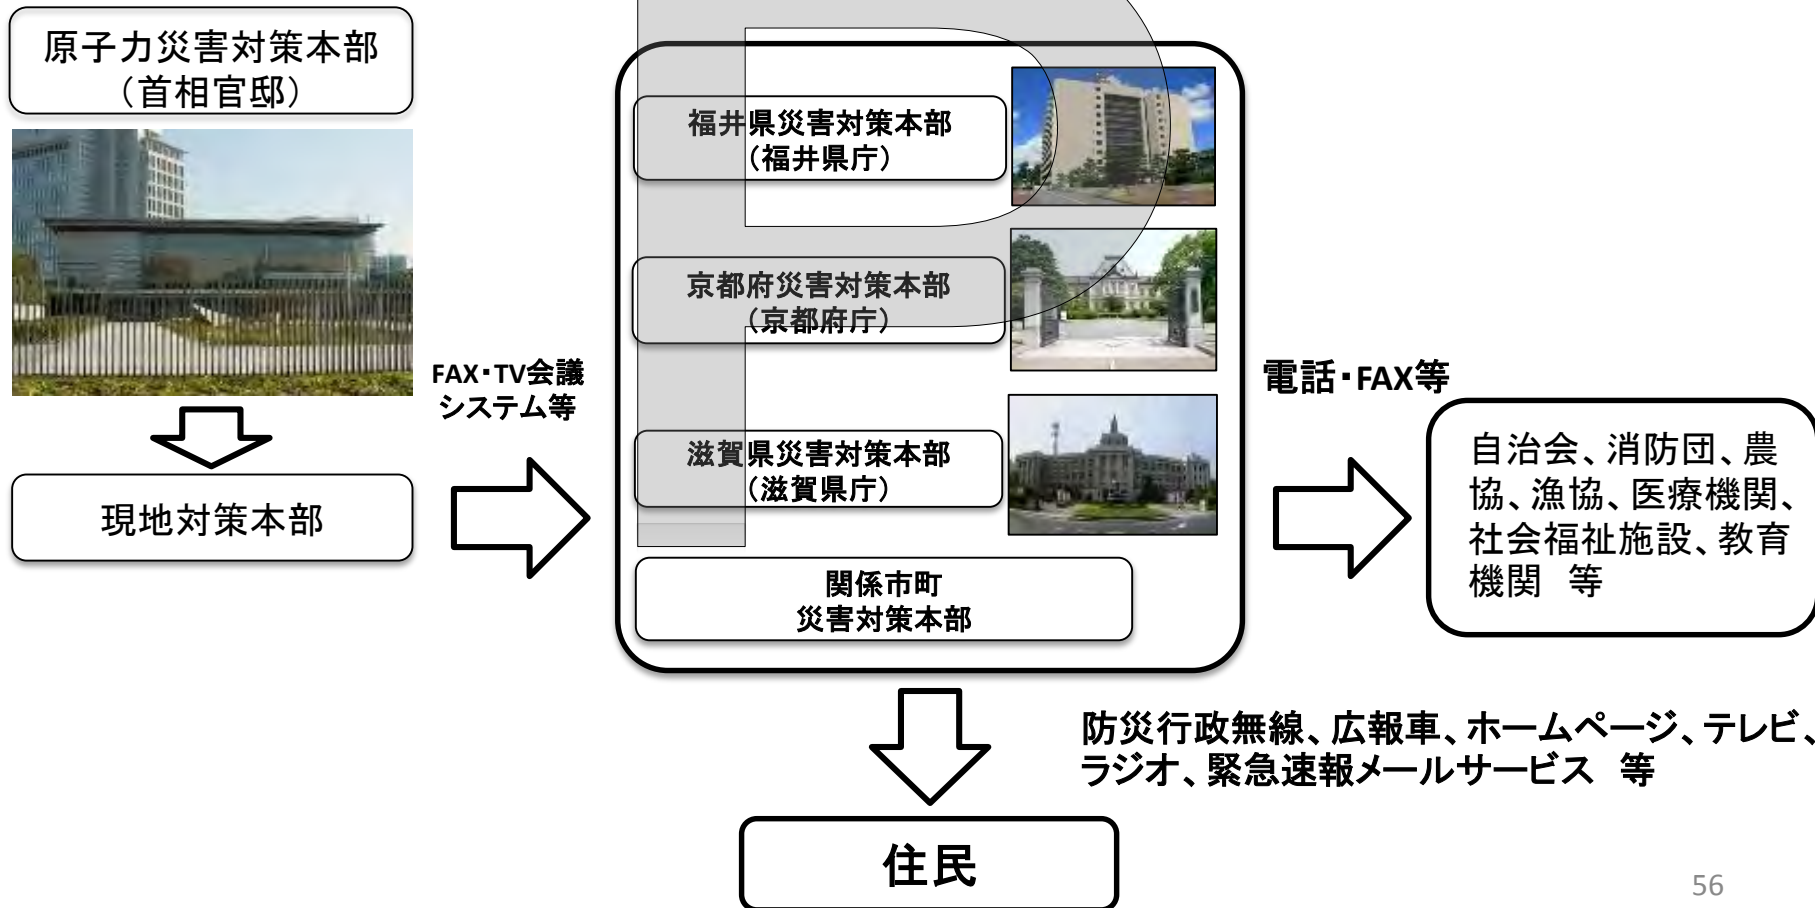 原子力災害対策本部
（首相官邸）
現地対策本部
FAX・TV会議
システム等
福井県災害対策本部
（福井県庁）
京都府災害対策本部
（京都府庁）
滋賀県災害対策本部
（滋賀県庁）
関係市町
災害対策本部
電話・FAX等
自治会、消防団、農
協、漁協、医療機関、
社会福祉施設、教育
機関　等
防災行政無線、広報車、ホームページ、テレビ、
ラジオ、緊急速報メールサービス　等
住民
56